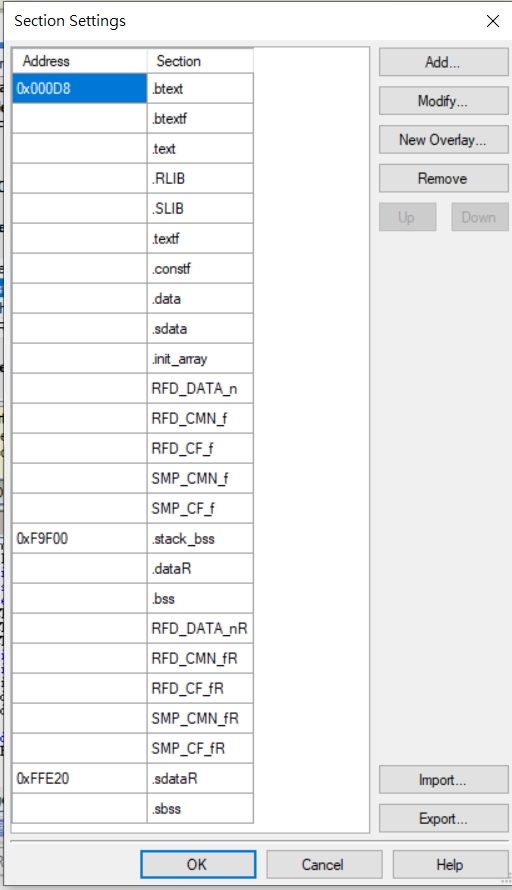 Section Settings
Address Section
0x000D8 .btext
.btextf
.text
.RLIB
.SLIB
.textf
.constf
.data
.sdata
.init_array
RFD_DATA_n
RFD_CMN_f
RFD_CF_f
SMP_CMN_f
SMP_CF_f
0xF9F00 .stack_bss
.dataR
.bss
RFD_DATA_nR
RFD_CMN_fR
RFD_CF_fR
SMP_CMN_fR
SMP_CF_fR
0xFFE20 .sdataR
.sbss
Add...
Modify...
New Overlay...
Remove
Up Down
Import...
Export...
OK Cancel Help